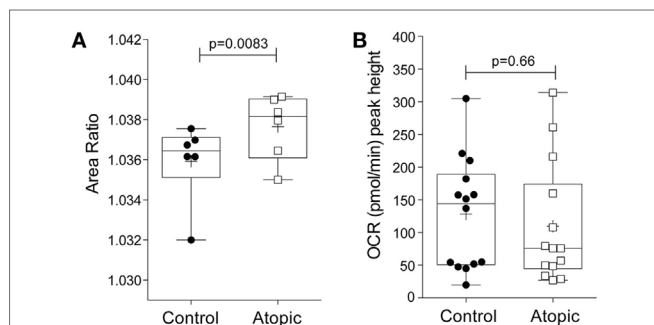 A
Area Ratio
1.042
1.040
1.038
1.036
1.034
1.032
1.030
p=0.0083
Control Atopic
B
OCR (pmol/min) peak height
400
350
300
250
200
150
100
50
0
p=0.66
Control Atopic